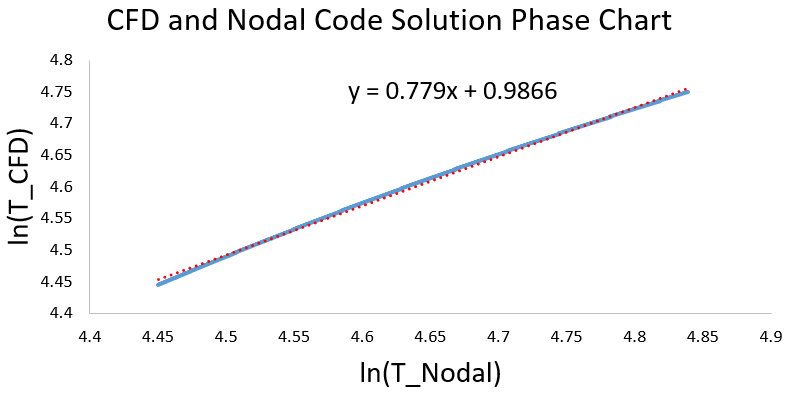 CFD and Nodal Code Solution Phase Chart
y = 0.779x + 0.9866
ln(T_CFD)
4.8
4.75
4.7
4.65
4.6
4.55
4.5
4.45
4.4
4.4 4.45 4.5 4.55 4.6 4.65 4.7 4.75 4.8 4.85 4.9
ln(T_Nodal)